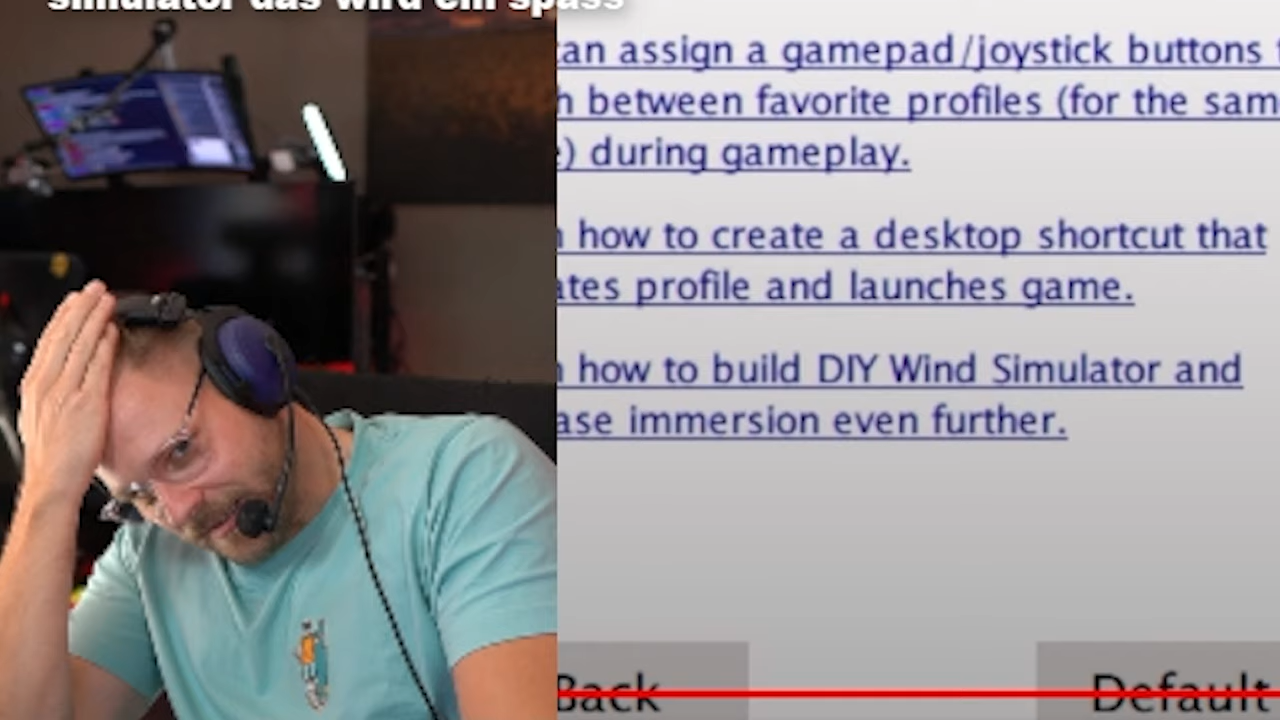 simulator das wird ein spass
an assign a gamepad/joystick buttons
h between favorite profiles (for the sam
e) during gameplay.
how to create a desktop shortcut that
ates profile and launches game.
how to build DIY Wind Simulator and
ase immersion even further.
Back
Default